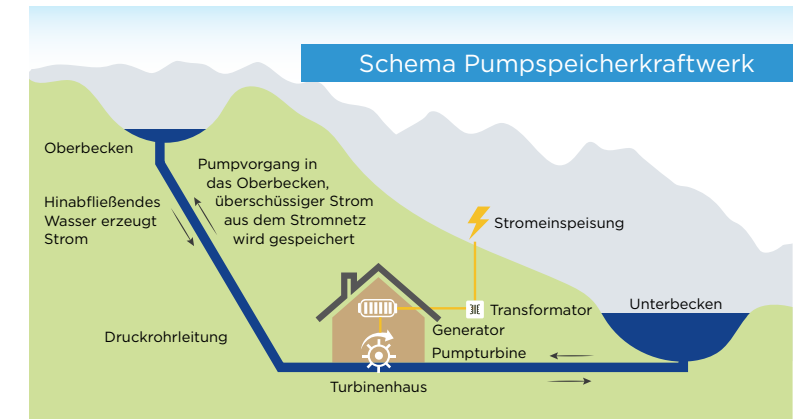 Schema Pumpspeicherkraftwerk
Oberbecken
Pumpvorgang in
das Oberbecken,
überschüssiger Strom
aus dem Stromnetz
wird gespeichert
Hinabfließendes
Wasser erzeugt
Strom
Stromeinspeisung
Transformator
Unterbecken
Generator
Druckrohrleitung
Pumpturbine
Turbinenhaus